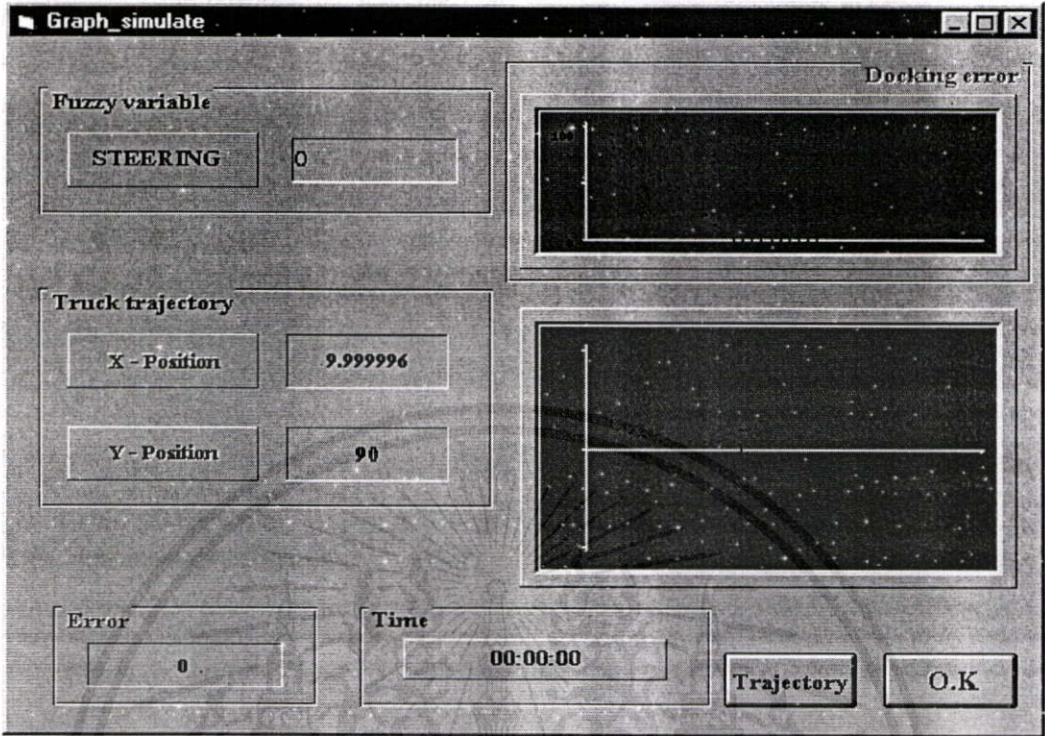 Graph_simulate
Docking error
Fuzzy variable
STEERING
0
100
Truck trajectory
X - Position
9.999996
Y - Position
90
Error
0
Time
00:00:00
Trajectory
O.K